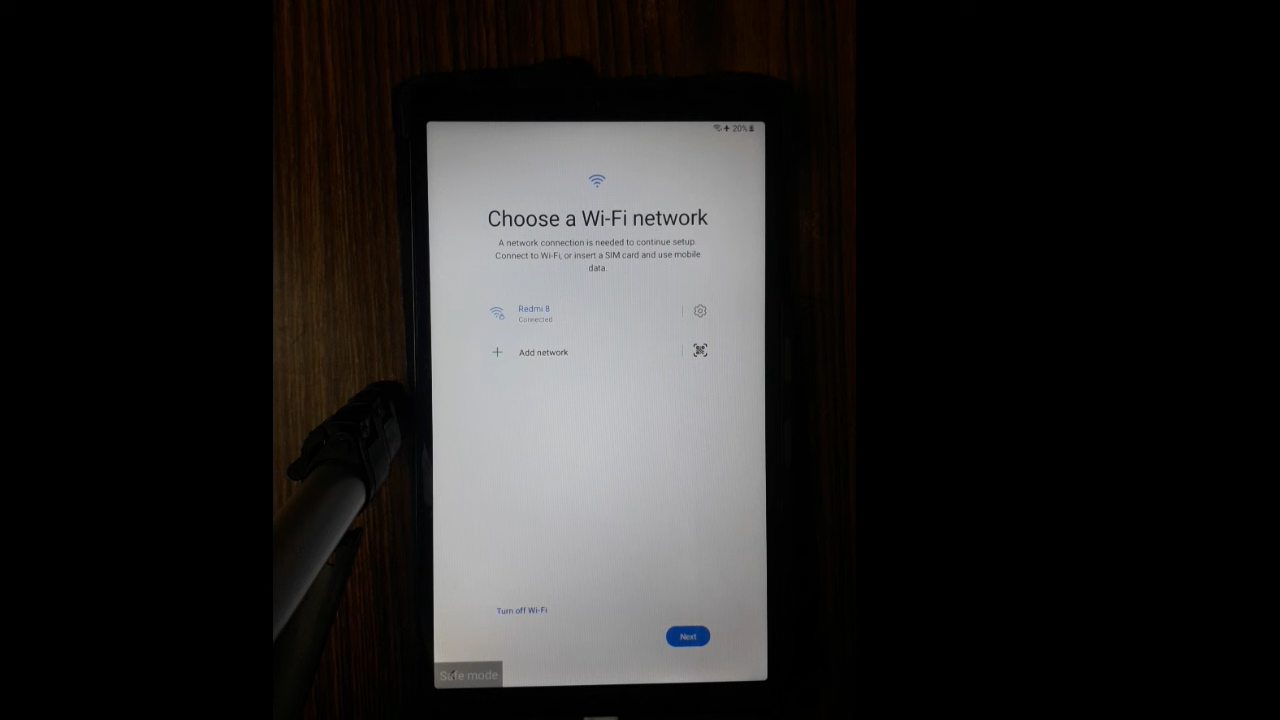 20%
Choose a Wi-Fi network
A network connection is needed to continue setup.
Connect to Wi-Fi, or insert a SIM card and use mobile
data.
Redmi 8
Connected
Add network
Turn off Wi-Fi
Next
Safe mode